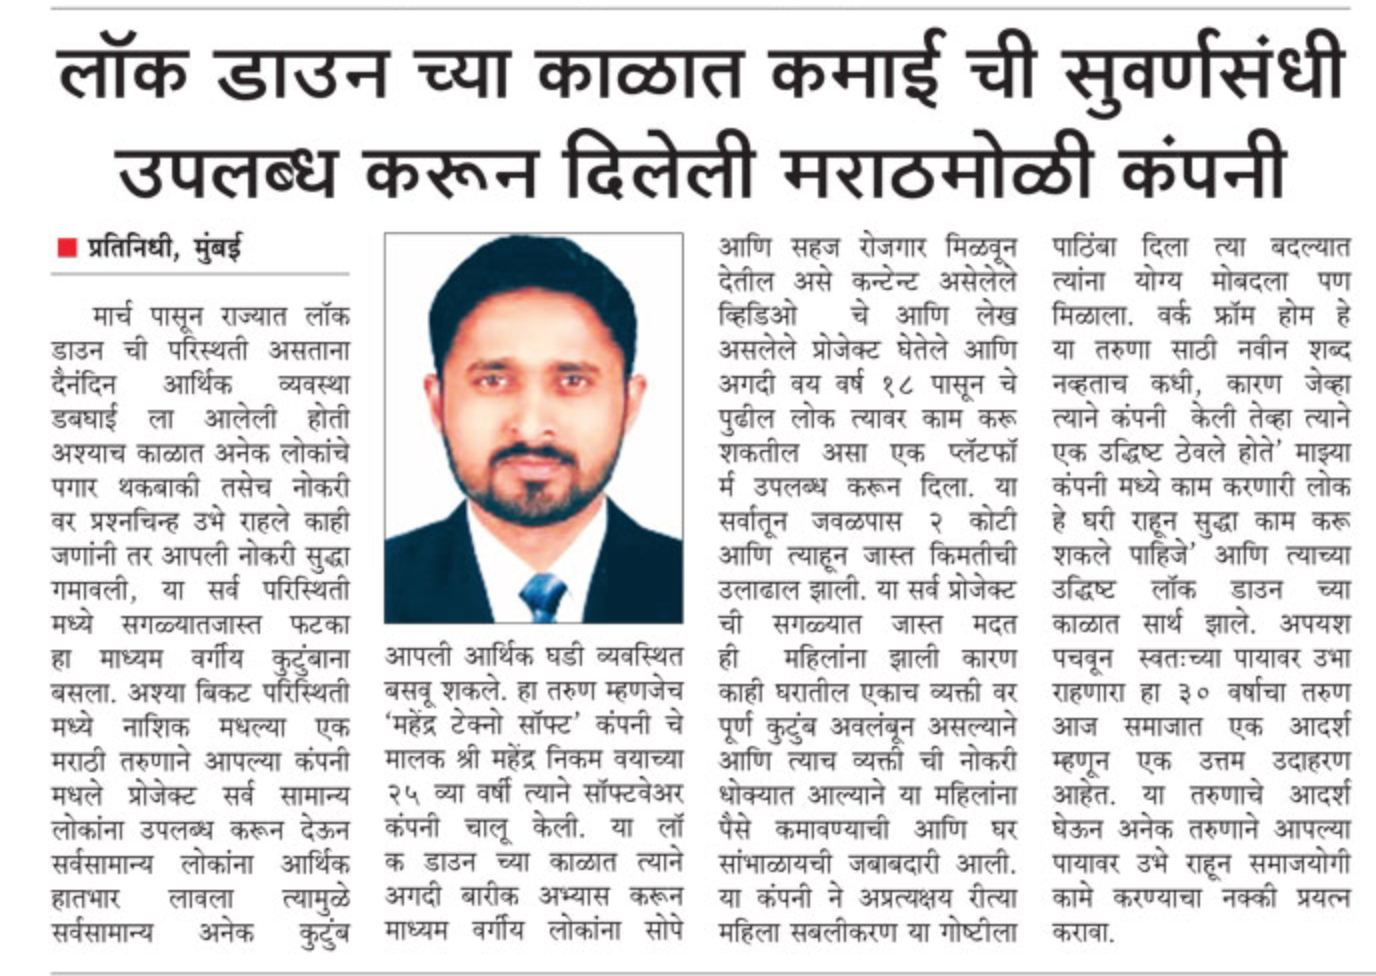 लॉक डाउन च्या काळात कमाई ची सुवर्णसंधी
उपलब्ध करून दिलेली मराठमोळी कंपनी
प्रतिनिधी, मुंबई
मार्च पासून राज्यात लॉक
डाउन ची परिस्थती असताना
दैनंदिन आर्थिक व्यवस्था
डबघाई ला आलेली होती
अश्याच काळात अनेक लोकांचे
पगार थकबाकी तसेच नोकरी
वर प्रश्नचिन्ह उभे राहले काही
जणांनी तर आपली नोकरी सुद्धा
गमावली, या सर्व परिस्थिती
मध्ये सगळ्यातजास्त फटका
हा माध्यम वर्गीय कुटुंबाना
बसला. अश्या बिकट परिस्थिती
मध्ये नाशिक मधल्या एक
मराठी तरुणाने आपल्या कंपनी
मधले प्रोजेक्ट सर्व सामान्य
लोकांना उपलब्ध करून देऊन
सर्वसामान्य लोकांना आर्थिक
हातभार लावला त्यामुळे
सर्वसामान्य अनेक कुटुंब
आपली आर्थिक घडी व्यवस्थित
बसवू शकले. हा तरुण म्हणजेच
‘महेंद्र टेक्नो सॉफ्ट’ कंपनी चे
मालक श्री महेंद्र निकम वयाच्या
२५ व्या वर्षी त्याने सॉफ्टवेअर
कंपनी चालू केली. या लॉ
क डाउन च्या काळात त्याने
अगदी बारीक अभ्यास करून
माध्यम वर्गीय लोकांना सोपे
आणि सहज रोजगार मिळवून
देतील असे कन्टेन्ट असेलेले
व्हिडिओ चे आणि लेख
असलेले प्रोजेक्ट घेतेले आणि
अगदी वय वर्ष १८ पासून चे
पुढील लोक त्यावर काम करू
शकतील असा एक प्लॅटफॉ
र्म उपलब्ध करून दिला. या
सर्वातून जवळपास २ कोटी
आणि त्याहून जास्त किमतीची
उलाढाल झाली. या सर्व प्रोजेक्ट
ची सगळ्यात जास्त मदत
ही महिलांना झाली कारण
काही घरातील एकाच व्यक्ती वर
पूर्ण कुटुंब अवलंबून असल्याने
आणि त्याच व्यक्ती ची नोकरी
धोक्यात आल्याने या महिलांना
पैसे कमावण्याची आणि घर
सांभाळायची जबाबदारी आली.
या कंपनी ने अप्रत्यक्षय रीत्या
महिला सबलीकरण या गोष्टीला
पाठिंबा दिला त्या बदल्यात
त्यांना योग्य मोबदला पण
मिळाला. वर्क फ्रॉम होम हे
या तरुणा साठी नवीन शब्द
नव्हताच कधी, कारण जेव्हा
त्याने कंपनी केली तेव्हा त्याने
एक उद्धिष्ट ठेवले होते’ माझ्या
कंपनी मध्ये काम करणारी लोक
हे घरी राहून सुद्धा काम करू
शकले पाहिजे’ आणि त्याच्या
उद्धिष्ट लॉक डाउन च्या
काळात सार्थ झाले. अपयश
पचवून स्वतःच्या पायावर उभा
राहणारा हा ३० वर्षाचा तरुण
आज समाजात एक आदर्श
म्हणून एक उत्तम उदाहरण
आहेत. या तरुणाचे आदर्श
घेऊन अनेक तरुणाने आपल्या
पायावर उभे राहून समाजयोगी
कामे करण्याचा नक्की प्रयत्न
करावा.